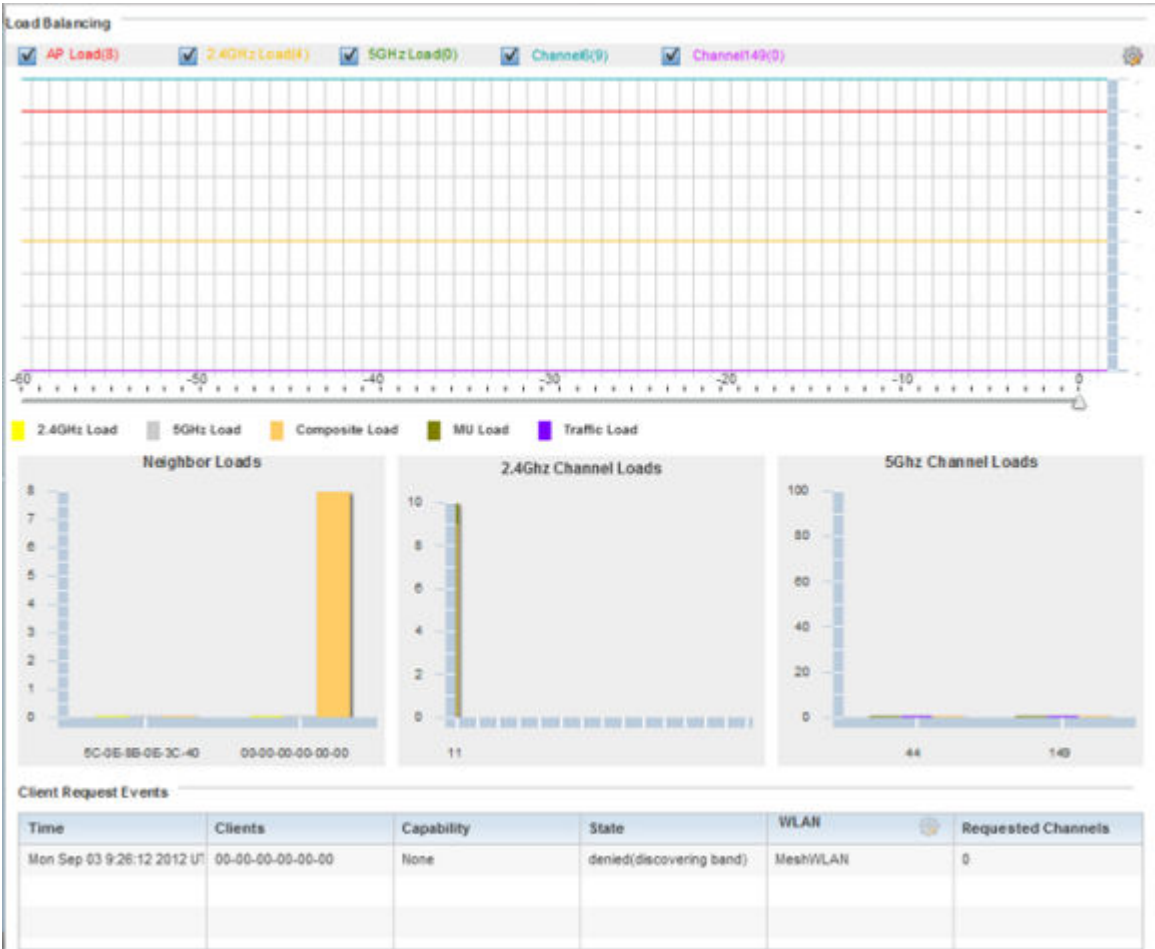 Load Balancing
AP Load(8) 2.4GHz Load(4) 5GHz Load(0) Channel6(9) Channel149(0)
-60 -50 -40 -30 -20 -10 0
2.4GHz Load 5GHz Load Composite Load MU Load Traffic Load
Neighbor Loads
8
7
6
5
4
3
2
1
0
5C-0E-8B-0E-3C-40 00-00-00-00-00-00
2.4Ghz Channel Loads
10
8
6
4
2
0
11
5Ghz Channel Loads
100
80
60
40
20
0
44 149
Client Request Events
Time Clients Capability State WLAN Requested Channels
Mon Sep 03 9:26:12 2012 UT 00-00-00-00-00-00 None denied(discovering band) MeshWLAN 0